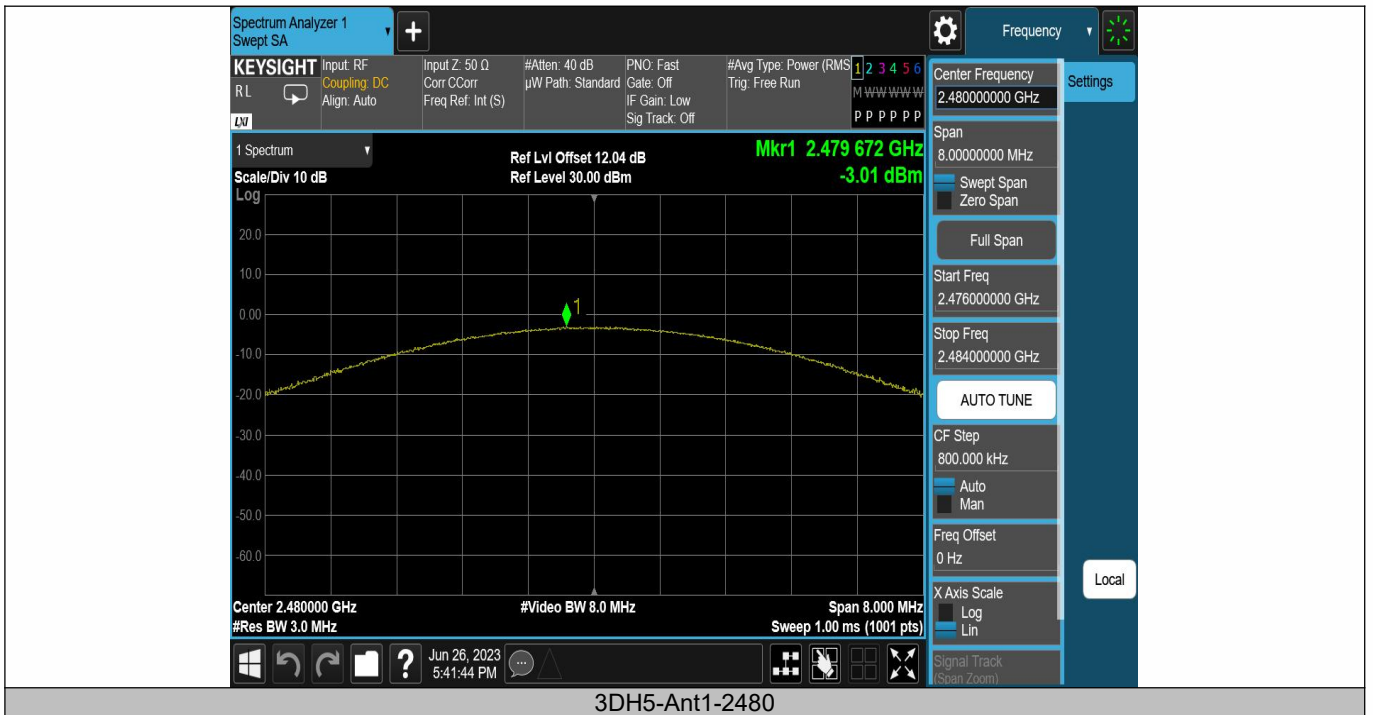 Spectrum Analyzer 1
Swept SA
+
Frequency
KEYSIGHT
RL
LXI
Input: RF
Coupling: DC
Align: Auto
Input Z: 50 Ω
Corr CCorr
Freq Ref: Int (S)
#Atten: 40 dB
µW Path: Standard
PNO: Fast
Gate: Off
IF Gain: Low
Sig Track: Off
#Avg Type: Power (RMS
Trig: Free Run
1 2 3 4 5 6
M W W W W W
P P P P P P
1 Spectrum
Scale/Div 10 dB
Log
Ref Lvl Offset 12.04 dB
Ref Level 30.00 dBm
Mkr1 2.479 672 GHz
-3.01 dBm
20.0
10.0
0.00
-10.0
-20.0
-30.0
-40.0
-50.0
-60.0
1
Center 2.480000 GHz
#Res BW 3.0 MHz
#Video BW 8.0 MHz
Span 8.000 MHz
Sweep 1.00 ms (1001 pts)
Center Frequency
2.480000000 GHz
Span
8.00000000 MHz
Swept Span
Zero Span
Full Span
Start Freq
2.476000000 GHz
Stop Freq
2.484000000 GHz
AUTO TUNE
CF Step
800.000 kHz
Auto
Man
Freq Offset
0 Hz
X Axis Scale
Log
Lin
Signal Track
(Span Zoom)
Settings
Local
?
Jun 26, 2023
5:41:44 PM
3DH5-Ant1-2480